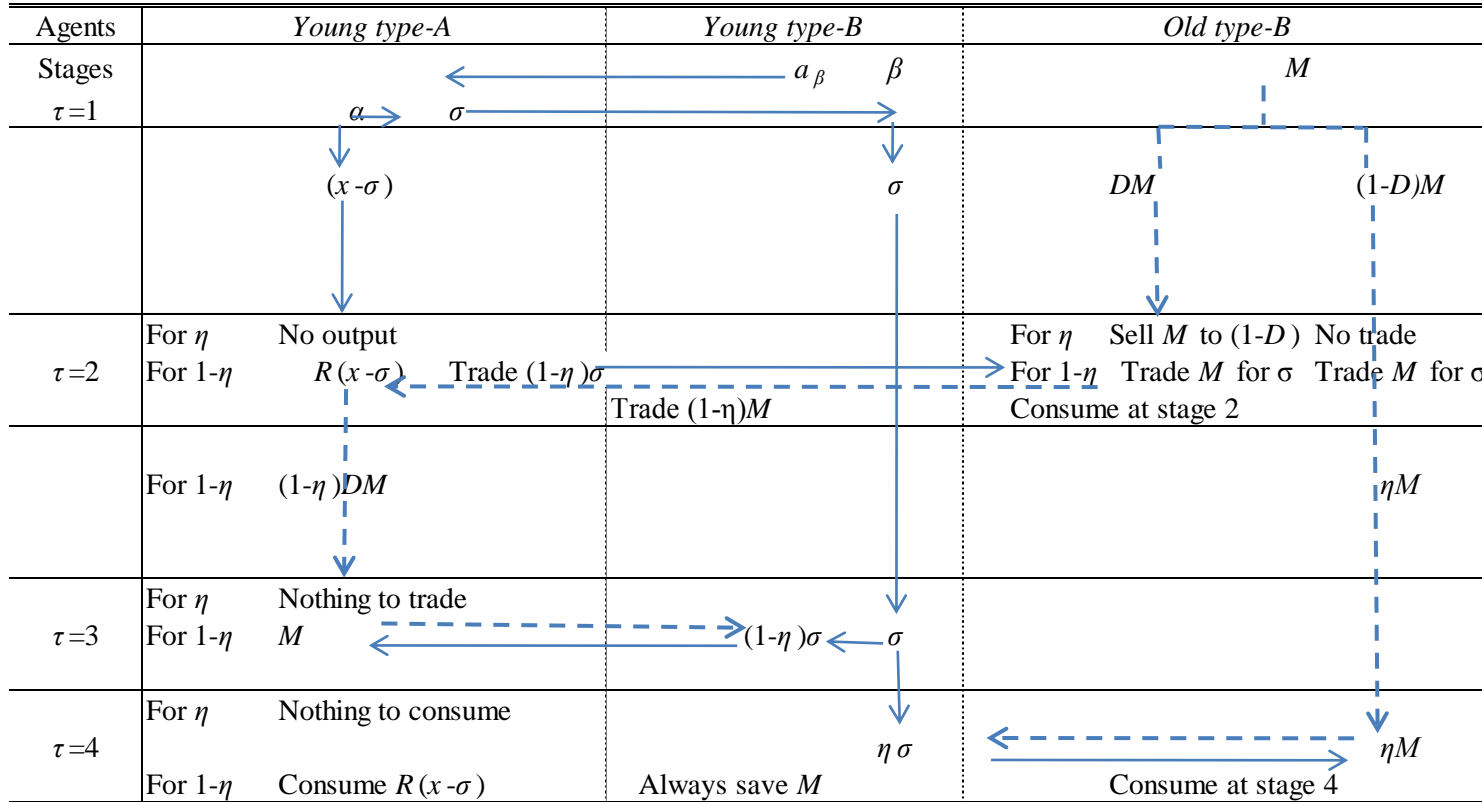 Agents Young type-A Young type-B Old type-B
Stages aβ β M
τ=1 α σ
(x-σ) σ DM (1-D)M
For η No output For η Sell M to (1-D) No trade
τ=2 For 1-η R(x-σ) Trade (1-η)σ For 1-η Trade M for σ Trade M for σ
Trade (1-η)M Consume at stage 2
For 1-η (1-η)DM ηM
For η Nothing to trade
τ=3 For 1-η M (1-η)σ σ
For η Nothing to consume
τ=4 ησ ηM
For 1-η Consume R(x-σ) Always save M Consume at stage 4